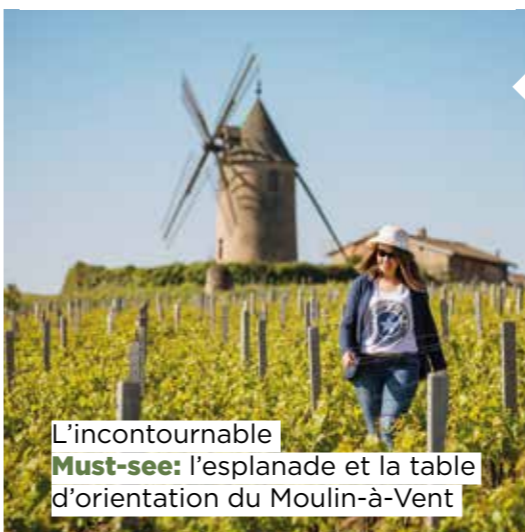 L'incontournable
Must-see: l'esplanade et la table
d'orientation du Moulin-à-Vent